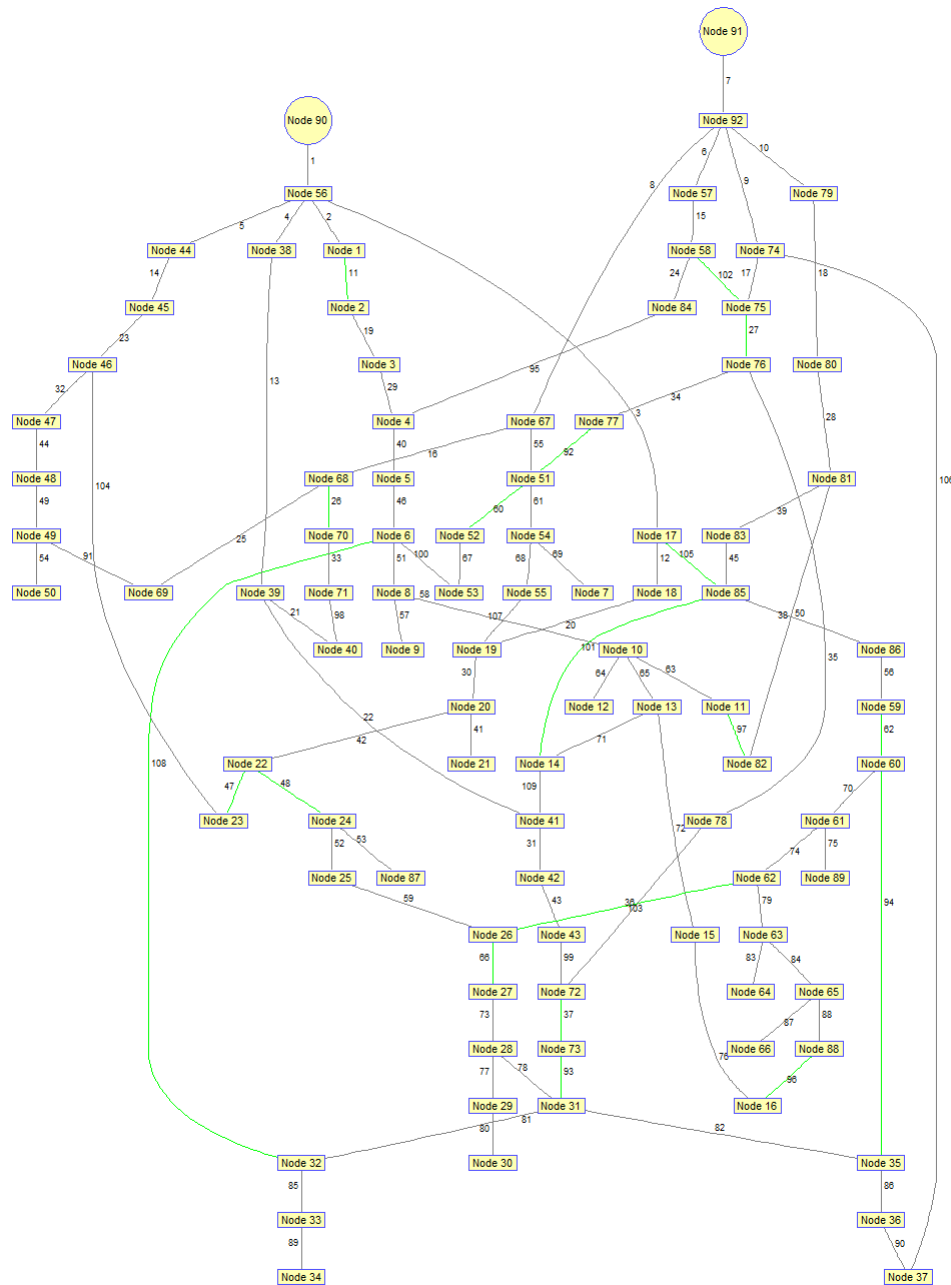 Node 91
7
Node 92
Node 90
1
6
10
8
9
Node 56
Node 57
Node 79
5
4
2
15
Node 44
Node 38
Node 1
Node 58
Node 74
14
11
24
102
17
18
Node 45
Node 2
Node 84
Node 75
23
19
27
Node 46
Node 3
95
Node 76
Node 80
32
13
29
34
3
28
106
Node 47
Node 4
Node 67
Node 77
44
40
16
55
92
Node 48
Node 68
Node 5
Node 51
Node 81
104
49
26
46
60
61
39
Node 49
Node 70
Node 6
Node 52
Node 54
Node 17
Node 83
25
54
91
33
51
100
67
68
69
12
105
45
Node 50
Node 69
Node 39
Node 71
Node 8
Node 53
Node 55
Node 7
Node 18
Node 85
58
21
98
57
107
20
38
50
Node 40
Node 9
Node 19
101
Node 10
Node 86
35
30
64
65
63
56
Node 20
Node 12
Node 13
Node 11
Node 59
22
42
41
71
97
62
Node 22
Node 21
Node 14
Node 82
Node 60
108
47
48
109
70
Node 23
Node 24
Node 41
Node 78
Node 61
72
52
53
31
74
75
Node 25
Node 87
Node 42
Node 62
Node 89
59
43
36
103
79
94
Node 26
Node 43
Node 15
Node 63
66
99
83
84
Node 27
Node 72
Node 64
Node 65
73
37
87
88
Node 28
Node 73
Node 66
Node 88
76
77
78
93
96
Node 29
Node 31
Node 16
80
81
82
Node 32
Node 30
Node 35
85
86
Node 33
Node 36
89
90
Node 34
Node 37